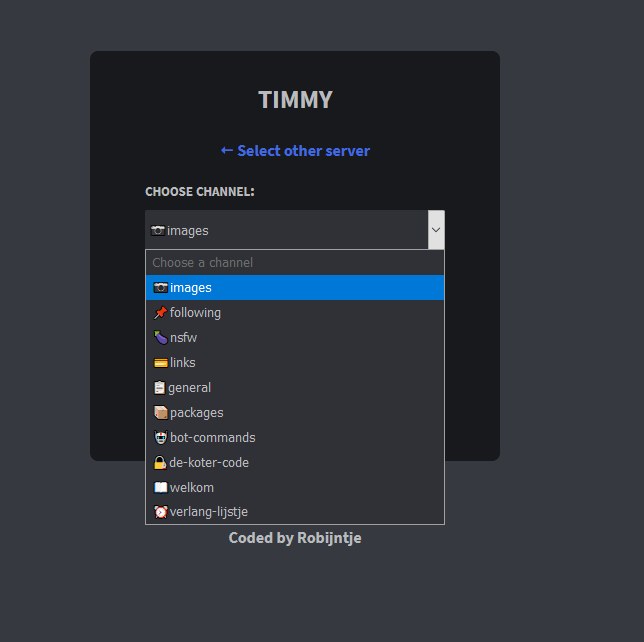 TIMMY
← Select other server
CHOOSE CHANNEL:
📷images
Choose a channel
📷images
📌following
🍆nsfw
💳links
📋general
📦packages
🤖bot-commands
🔒de-koter-code
📖welkom
⏰verlang-lijstje
Coded by Robijntje